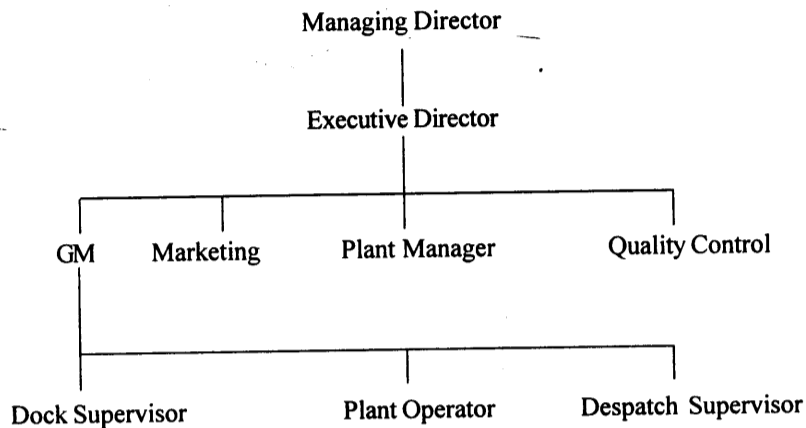 Managing Director
Executive Director
GM Marketing Plant Manager Quality Control
Dock Supervisor Plant Operator Despatch Supervisor